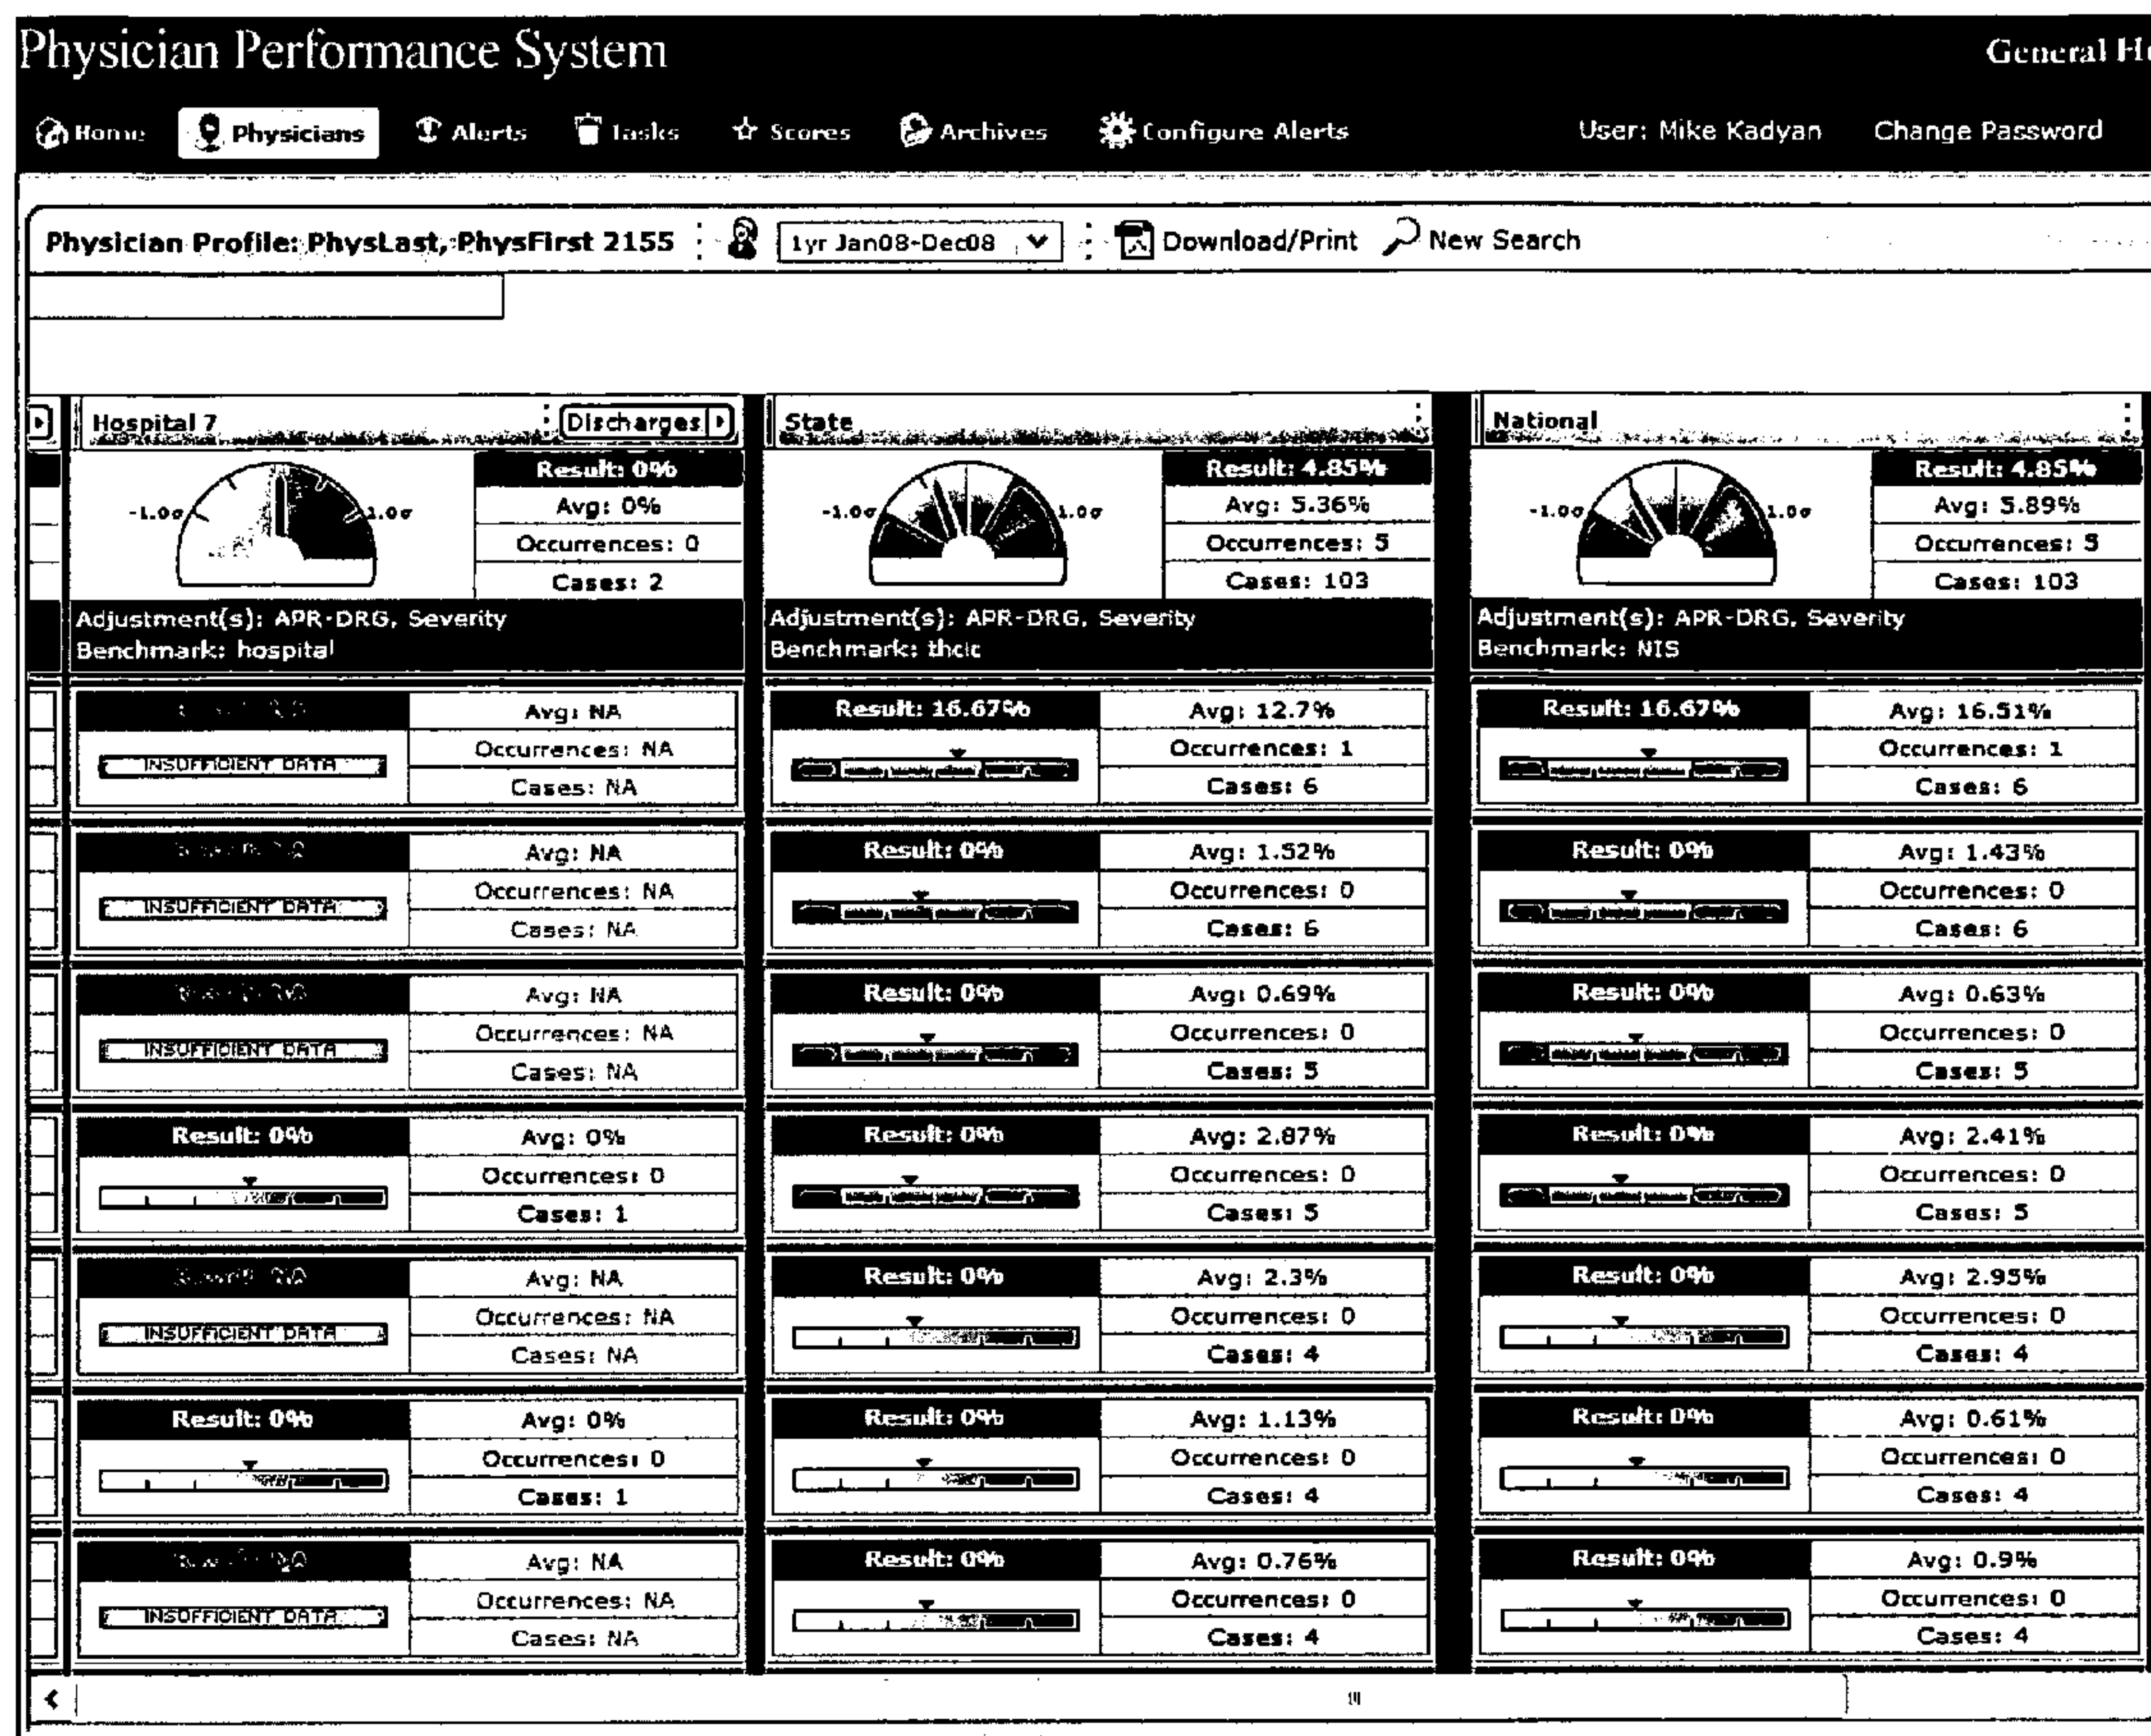 Physician Performance System
General
Home Physicians Alerts Tasks Scores Archives Configure Alerts User: Mike Kadyan Change Password
Physician Profile: PhysLast, PhysFirst 2155 1yr Jan08-Dec08 Download/Print New Search
Hospital 7 Discharges State National
Result: 0% Result: 4.85% Result: 4.85%
-1.0σ 1.0σ Avg: 0% -1.0σ 1.0σ Avg: 5.36% -1.0σ 1.0σ Avg: 5.89%
Occurrences: 0 Occurrences: 5 Occurrences: 5
Cases: 2 Cases: 103 Cases: 103
Adjustment(s): APR-DRG, Severity Adjustment(s): APR-DRG, Severity Adjustment(s): APR-DRG, Severity
Benchmark: hospital Benchmark: thcic Benchmark: NIS
Avg: NA Result: 16.67% Avg: 12.7% Result: 16.67% Avg: 16.51%
Occurrences: NA Occurrences: 1 Occurrences: 1
INSUFFICIENT DATA Cases: NA Cases: 6 Cases: 6
Avg: NA Result: 0% Avg: 1.52% Result: 0% Avg: 1.43%
Occurrences: NA Occurrences: 0 Occurrences: 0
INSUFFICIENT DATA Cases: NA Cases: 6 Cases: 6
Avg: NA Result: 0% Avg: 0.69% Result: 0% Avg: 0.63%
Occurrences: NA Occurrences: 0 Occurrences: 0
INSUFFICIENT DATA Cases: NA Cases: 5 Cases: 5
Result: 0% Avg: 0% Result: 0% Avg: 2.87% Result: 0% Avg: 2.41%
Occurrences: 0 Occurrences: 0 Occurrences: 0
Cases: 1 Cases: 5 Cases: 5
Avg: NA Result: 0% Avg: 2.3% Result: 0% Avg: 2.95%
Occurrences: NA Occurrences: 0 Occurrences: 0
INSUFFICIENT DATA Cases: NA Cases: 4 Cases: 4
Result: 0% Avg: 0% Result: 0% Avg: 1.13% Result: 0% Avg: 0.61%
Occurrences: 0 Occurrences: 0 Occurrences: 0
Cases: 1 Cases: 4 Cases: 4
Avg: NA Result: 0% Avg: 0.76% Result: 0% Avg: 0.9%
Occurrences: NA Occurrences: 0 Occurrences: 0
INSUFFICIENT DATA Cases: NA Cases: 4 Cases: 4